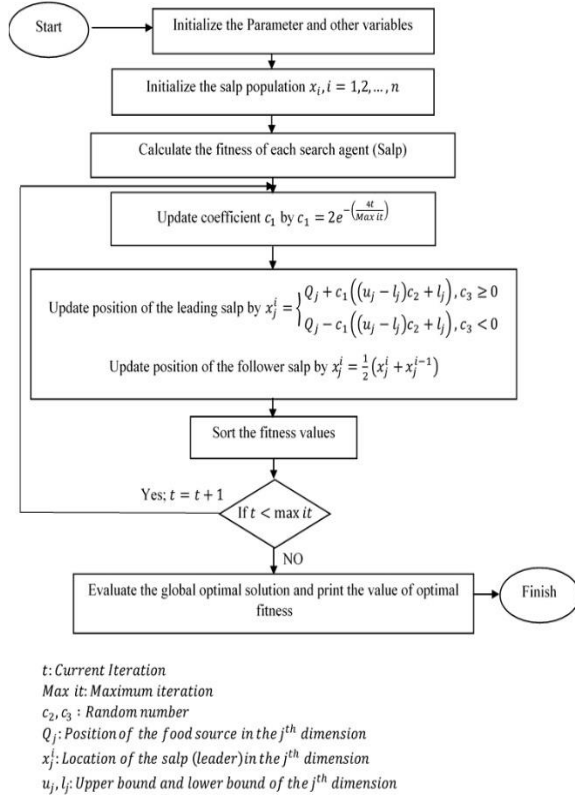 Start
Initialize the Parameter and other variables
Initialize the salp population x_i, i = 1,2, ..., n
Calculate the fitness of each search agent (Salp)
Update coefficient c_1 by c_1 = 2e^{-(4t/Max it)}
Update position of the leading salp by x_j^i = { Q_j + c_1((u_j − l_j)c_2 + l_j), c_3 ≥ 0
Q_j − c_1((u_j − l_j)c_2 + l_j), c_3 < 0
Update position of the follower salp by x_j^i = 1/2 (x_j^i + x_j^{i−1})
Sort the fitness values
Yes; t = t + 1
If t < max it
NO
Evaluate the global optimal solution and print the value of optimal
fitness
Finish
t: Current Iteration
Max it: Maximum iteration
c_2, c_3 : Random number
Q_j: Position of the food source in the j^th dimension
x_j^i: Location of the salp (leader)in the j^th dimension
u_j, l_j: Upper bound and lower bound of the j^th dimension